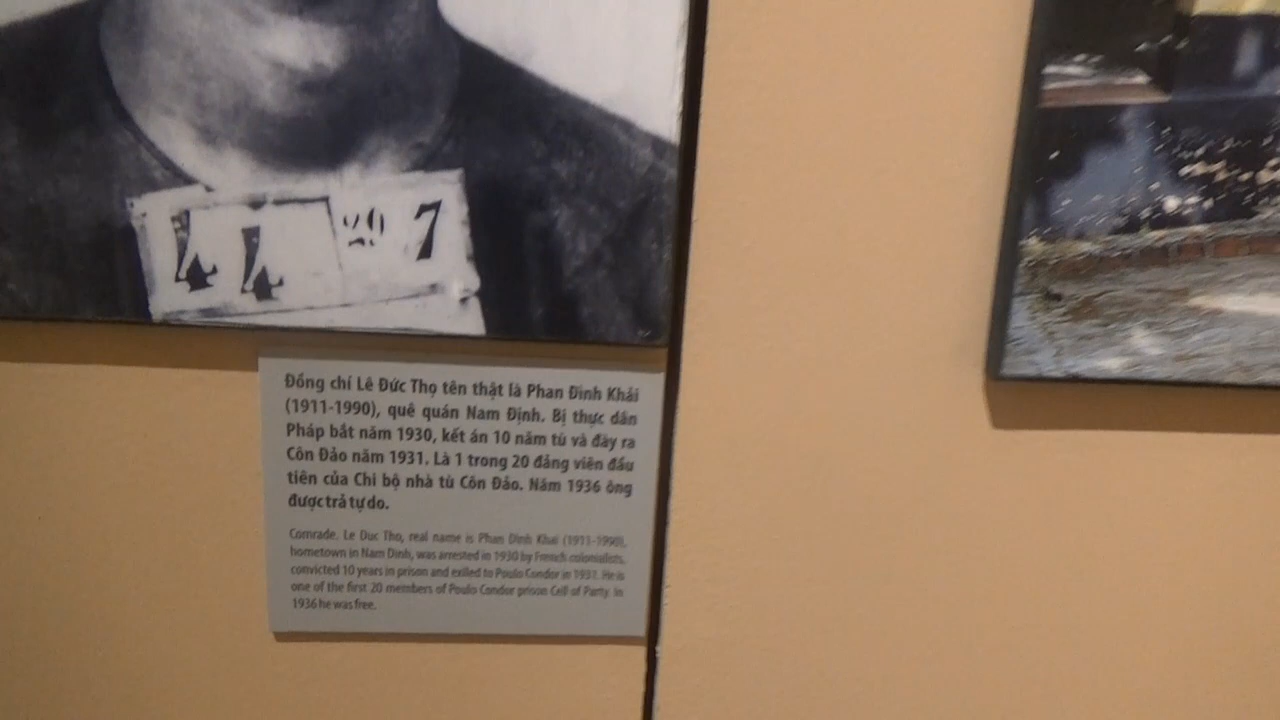 44 29 7
Đồng chí Lê Đức Thọ tên thật là Phan Đình Khải
(1911-1990), quê quán Nam Định. Bị thực dân
Pháp bắt năm 1930, kết án 10 năm tù và đày ra
Côn Đảo năm 1931. Là 1 trong 20 đảng viên đầu
tiên của Chi bộ nhà tù Côn Đảo. Năm 1936 ông
được trả tự do.
Comrade. Le Duc Tho, real name is Phan Dinh Khai (1911-1990),
hometown in Nam Dinh, was arrested in 1930 by French colonialists,
convicted 10 years in prison and exiled to Poulo Condor in 1931. He is
one of the first 20 members of Poulo Condor prison Cell of Party. In
1936 he was free.